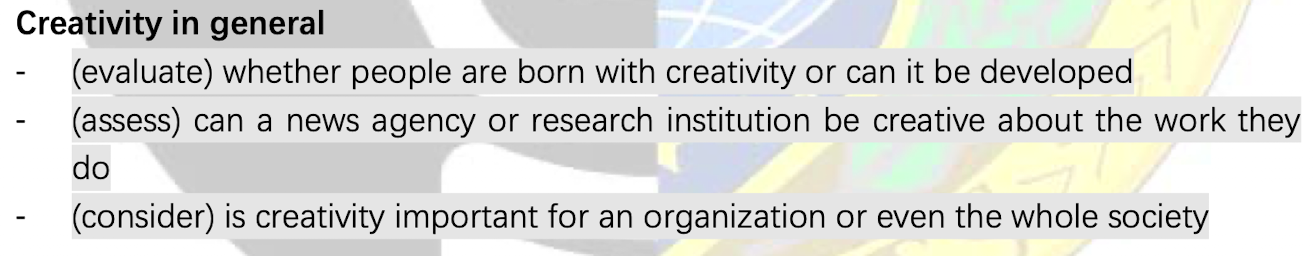 Creativity in general
- (evaluate) whether people are born with creativity or can it be developed
- (assess) can a news agency or research institution be creative about the work they
do
- (consider) is creativity important for an organization or even the whole society